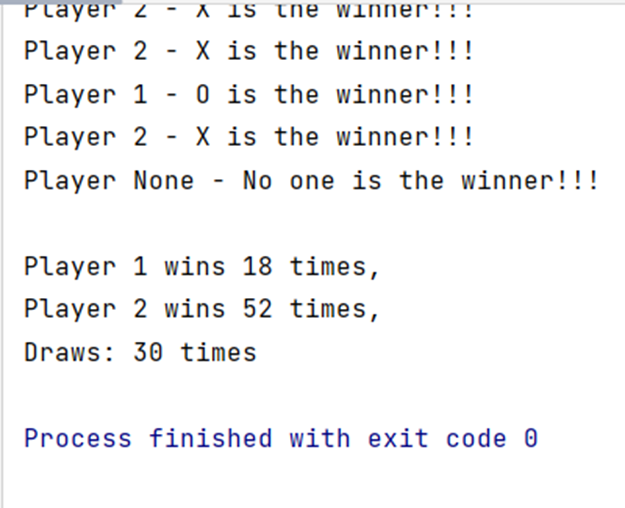 Player 2 - X is the winner!!!
Player 2 - X is the winner!!!
Player 1 - O is the winner!!!
Player 2 - X is the winner!!!
Player None - No one is the winner!!!
Player 1 wins 18 times,
Player 2 wins 52 times,
Draws: 30 times
Process finished with exit code 0